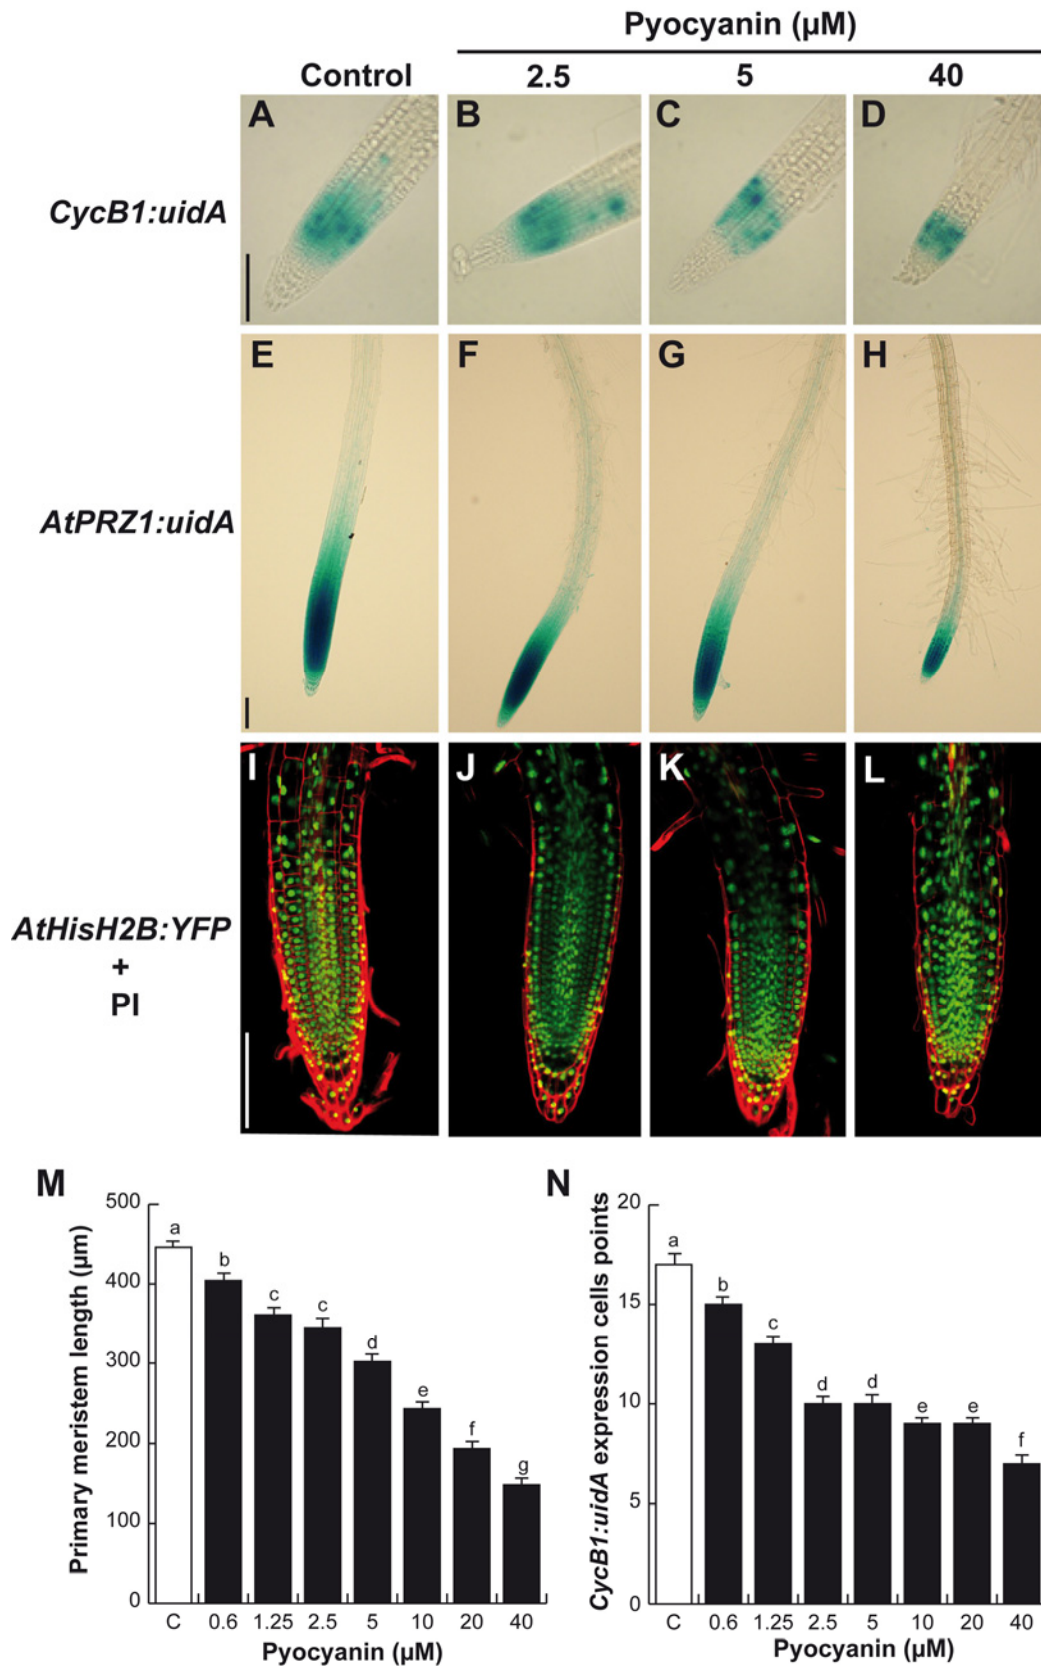 Pyocyanin (µM)
Control 2.5 5 40
A B C D
CycB1:uidA
E F G H
AtPRZ1:uidA
I J K L
AtHisH2B:YFP
+
PI
M
Primary meristem length (µm)
500
400
300
200
100
0
a b c c d e f g
C 0.6 1.25 2.5 5 10 20 40
Pyocyanin (µM)
N
CycB1:uidA expression cells points
20
15
10
5
0
a b c d d e e f
C 0.6 1.25 2.5 5 10 20 40
Pyocyanin (µM)